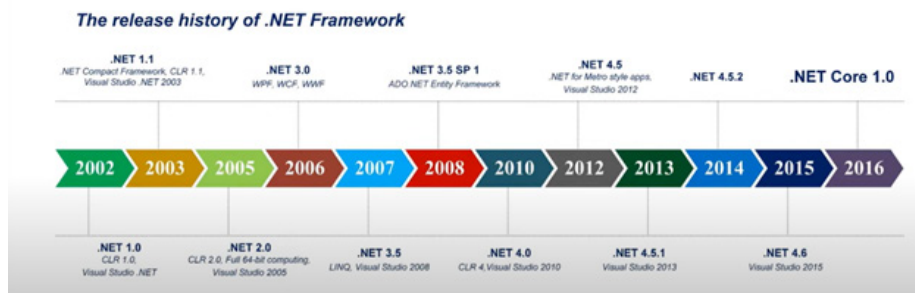 The release history of .NET Framework
.NET 1.1
.NET Compact Framework, CLR 1.1,
Visual Studio .NET 2003
.NET 3.0
WPF, WCF, WWF
.NET 3.5 SP 1
ADO.NET Entity Framework
.NET 4.5
.NET for Metro style apps,
Visual Studio 2012
.NET 4.5.2
.NET Core 1.0
2002 2003 2005 2006 2007 2008 2010 2012 2013 2014 2015 2016
.NET 1.0
CLR 1.0,
Visual Studio .NET
.NET 2.0
CLR 2.0, Full 64-bit computing,
Visual Studio 2005
.NET 3.5
LINQ, Visual Studio 2008
.NET 4.0
CLR 4,Visual Studio 2010
.NET 4.5.1
Visual Studio 2013
.NET 4.6
Visual Studio 2015